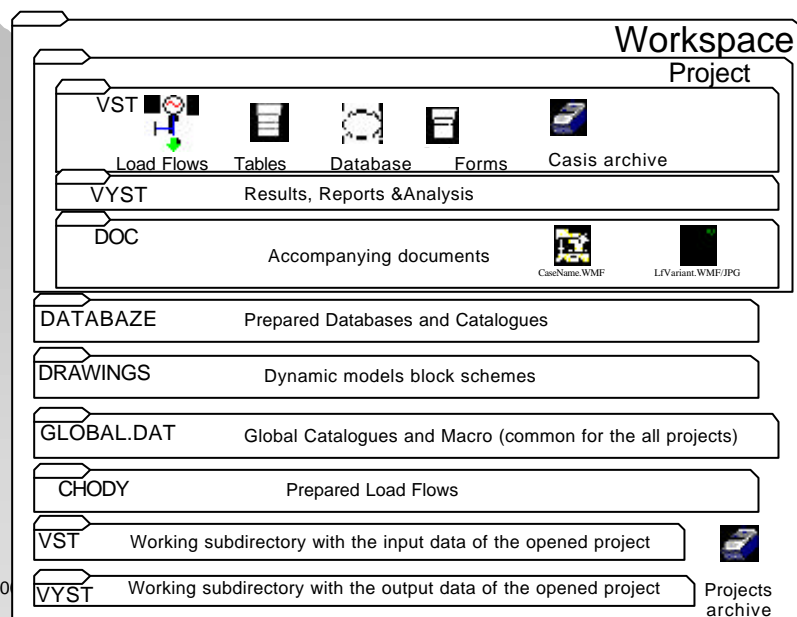 Workspace
Project
VST
Load Flows Tables Database Forms Casis archive
VYST Results, Reports &Analysis
DOC
Accompanying documents
CaseName.WMF LfVariant.WMF/JPG
DATABAZE Prepared Databases and Catalogues
DRAWINGS Dynamic models block schemes
GLOBAL.DAT Global Catalogues and Macro (common for the all projects)
CHODY Prepared Load Flows
VST Working subdirectory with the input data of the opened project
VYST Working subdirectory with the output data of the opened project
Projects
archive